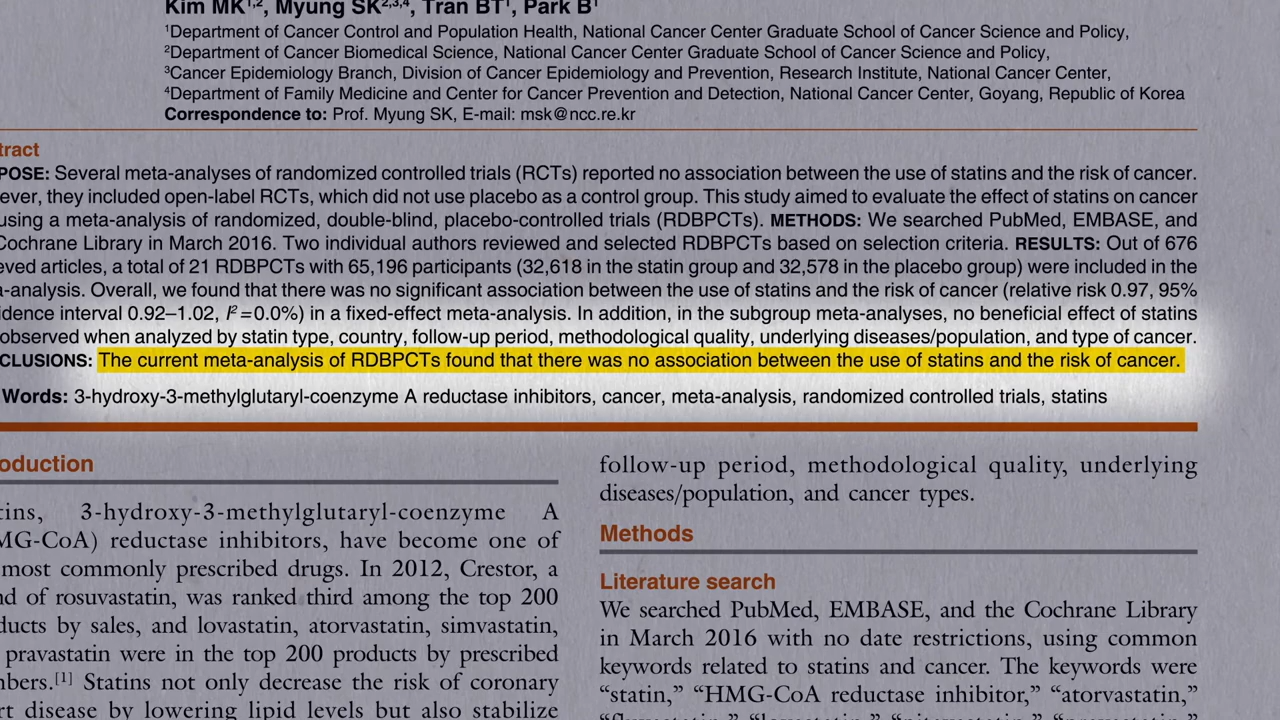 Kim MK1,2, Myung SK2,3,4, Tran BT1, Park B1
1Department of Cancer Control and Population Health, National Cancer Center Graduate School of Cancer Science and Policy,
2Department of Cancer Biomedical Science, National Cancer Center Graduate School of Cancer Science and Policy,
3Cancer Epidemiology Branch, Division of Cancer Epidemiology and Prevention, Research Institute, National Cancer Center,
4Department of Family Medicine and Center for Cancer Prevention and Detection, National Cancer Center, Goyang, Republic of Korea
Correspondence to: Prof. Myung SK, E-mail: msk@ncc.re.kr
tract
POSE: Several meta-analyses of randomized controlled trials (RCTs) reported no association between the use of statins and the risk of cancer.
ever, they included open-label RCTs, which did not use placebo as a control group. This study aimed to evaluate the effect of statins on cancer
using a meta-analysis of randomized, double-blind, placebo-controlled trials (RDBPCTs). METHODS: We searched PubMed, EMBASE, and
Cochrane Library in March 2016. Two individual authors reviewed and selected RDBPCTs based on selection criteria. RESULTS: Out of 676
eved articles, a total of 21 RDBPCTs with 65,196 participants (32,618 in the statin group and 32,578 in the placebo group) were included in the
a-analysis. Overall, we found that there was no significant association between the use of statins and the risk of cancer (relative risk 0.97, 95%
idence interval 0.92–1.02, I2=0.0%) in a fixed-effect meta-analysis. In addition, in the subgroup meta-analyses, no beneficial effect of statins
observed when analyzed by statin type, country, follow-up period, methodological quality, underlying diseases/population, and type of cancer.
CLUSIONS: The current meta-analysis of RDBPCTs found that there was no association between the use of statins and the risk of cancer.
Words: 3-hydroxy-3-methylglutaryl-coenzyme A reductase inhibitors, cancer, meta-analysis, randomized controlled trials, statins
oduction
tins, 3-hydroxy-3-methylglutaryl-coenzyme A
MG-CoA) reductase inhibitors, have become one of
most commonly prescribed drugs. In 2012, Crestor, a
nd of rosuvastatin, was ranked third among the top 200
ducts by sales, and lovastatin, atorvastatin, simvastatin,
pravastatin were in the top 200 products by prescribed
nbers.[1] Statins not only decrease the risk of coronary
rt disease by lowering lipid levels but also stabilize
follow-up period, methodological quality, underlying
diseases/population, and cancer types.
Methods
Literature search
We searched PubMed, EMBASE, and the Cochrane Library
in March 2016 with no date restrictions, using common
keywords related to statins and cancer. The keywords were
“statin,” “HMG-CoA reductase inhibitor,” “atorvastatin,”